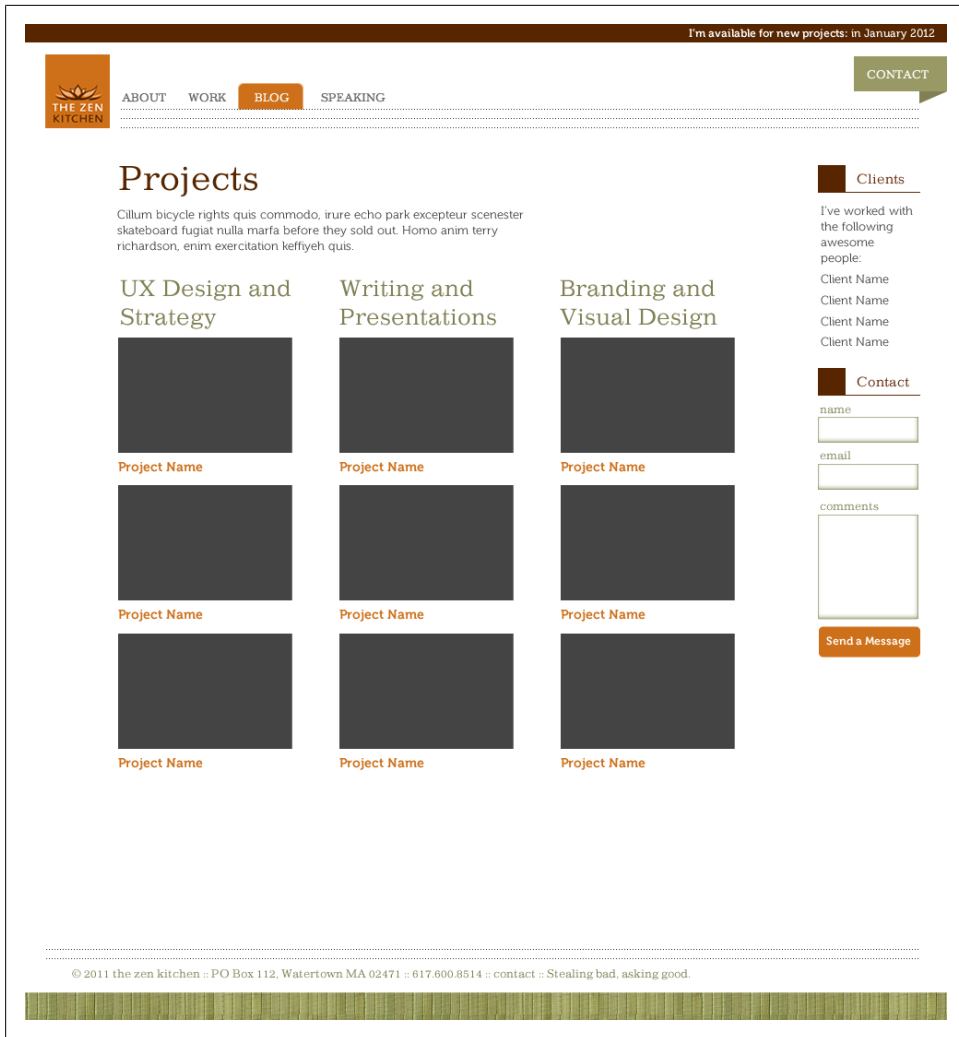 I'm available for new projects: in January 2012
CONTACT
THE ZEN
KITCHEN
ABOUT WORK BLOG SPEAKING
Projects
Cillum bicycle rights quis commodo, irure echo park excepteur scenester
skateboard fugiat nulla marfa before they sold out. Homo anim terry
richardson, enim exercitation keffiyeh quis.
UX Design and
Strategy
Project Name
Project Name
Project Name
Writing and
Presentations
Project Name
Project Name
Project Name
Branding and
Visual Design
Project Name
Project Name
Project Name
Clients
I've worked with
the following
awesome
people:
Client Name
Client Name
Client Name
Client Name
Contact
name
email
comments
Send a Message
© 2011 the zen kitchen :: PO Box 112, Watertown MA 02471 :: 617.600.8514 :: contact :: Stealing bad, asking good.